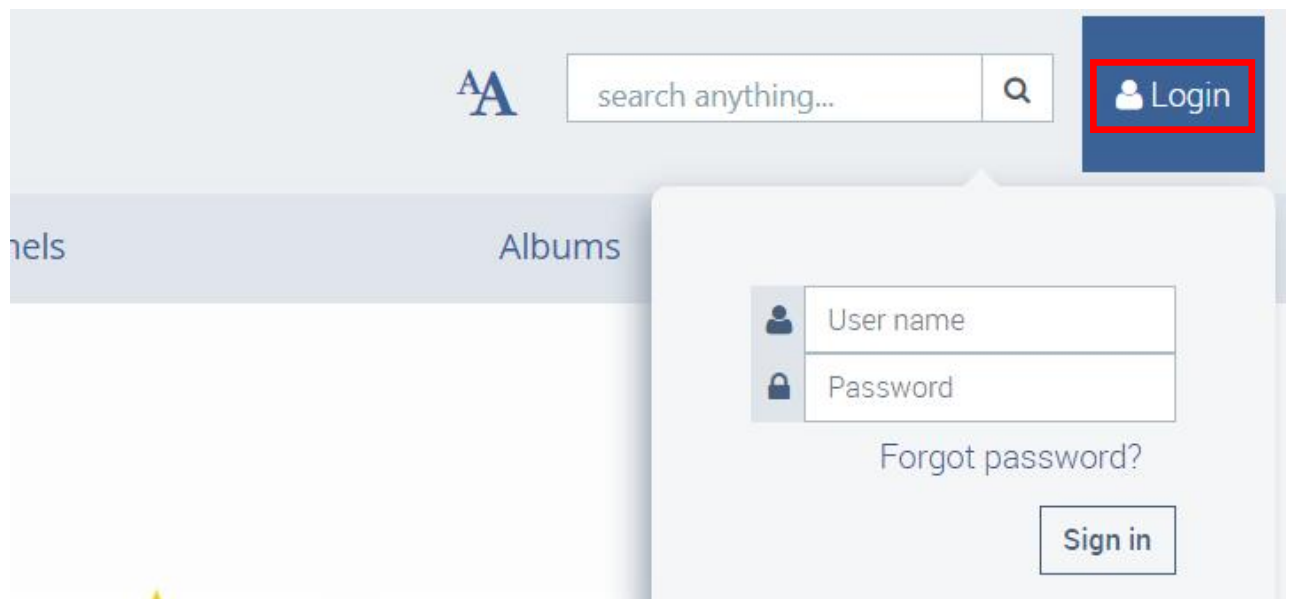 AA
search anything...
Login
nels
Albums
User name
Password
Forgot password?
Sign in